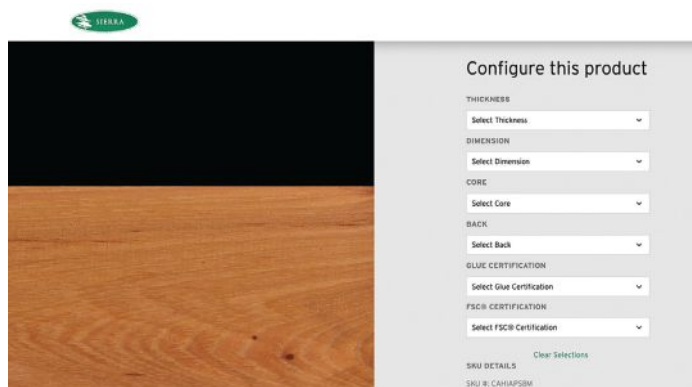 SIERRA
Configure this product
THICKNESS
Select Thickness
DIMENSION
Select Dimension
CORE
Select Core
BACK
Select Back
GLUE CERTIFICATION
Select Glue Certification
FSC® CERTIFICATION
Select FSC® Certification
Clear Selections
SKU DETAILS
SKU #: CAHIAPSBM